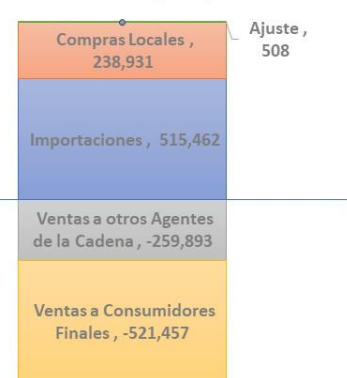 Ajuste ,
508
Compras Locales ,
238,931
Importaciones , 515,462
Ventas a otros Agentes
de la Cadena , -259,893
Ventas a Consumidores
Finales , -521,457